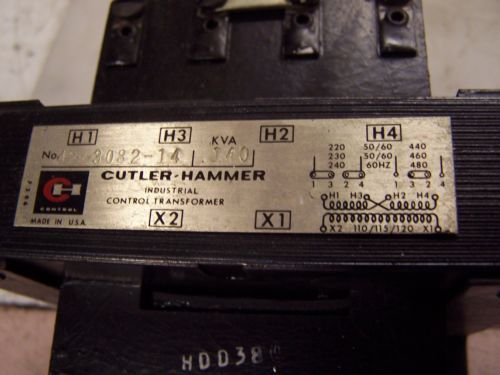 H1 H3 KVA H2 H4
No. 3082-14
CUTLER-HAMMER
INDUSTRIAL
CONTROL TRANSFORMER
X2 X1
CH
CONTROL
MADE IN U.S.A.
220 50/60 440
230 50/60 460
240 60HZ 480
1 3 2 4 1 3 2 4
H1 H3 H2 H4
X2 110/115/120 X1
HDD38